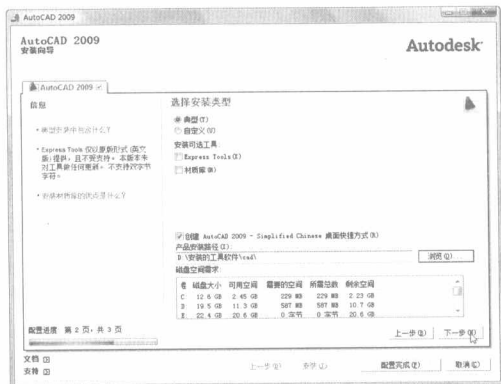 AutoCAD 2009
AutoCAD 2009
安装向导
Autodesk
AutoCAD 2009
信息
选择安装类型
典型(T)
自定义(U)
• 典型安装中包含什么?
安装可选工具:
• Express Tools 仅以原版形式(英文版)提供,且不受支持。本版本未对工具做任何更新。不支持双字节字符。
Express Tools(X)
材质库(M)
• 安装材质库的优点是什么?
创建 AutoCAD 2009 - Simplified Chinese 桌面快捷方式(R)
产品安装路径(I):
D:\安装的工具软件\cad\
浏览(O)
磁盘空间需求:
卷 磁盘大小 可用空间 需要的空间 所需总数 剩余空间
C 12.6 GB 2.45 GB 229 MB 229 MB 2.23 GB
D 19.5 GB 11.3 GB 587 MB 587 MB 10.7 GB
E 22.4 GB 20.6 GB 0 字节 0 字节 20.6 GB
配置进度 第 2 页,共 3 页
上一步(B)
下一步(N)
文档
支持
上一步(B)
配置完成(C)
取消(C)